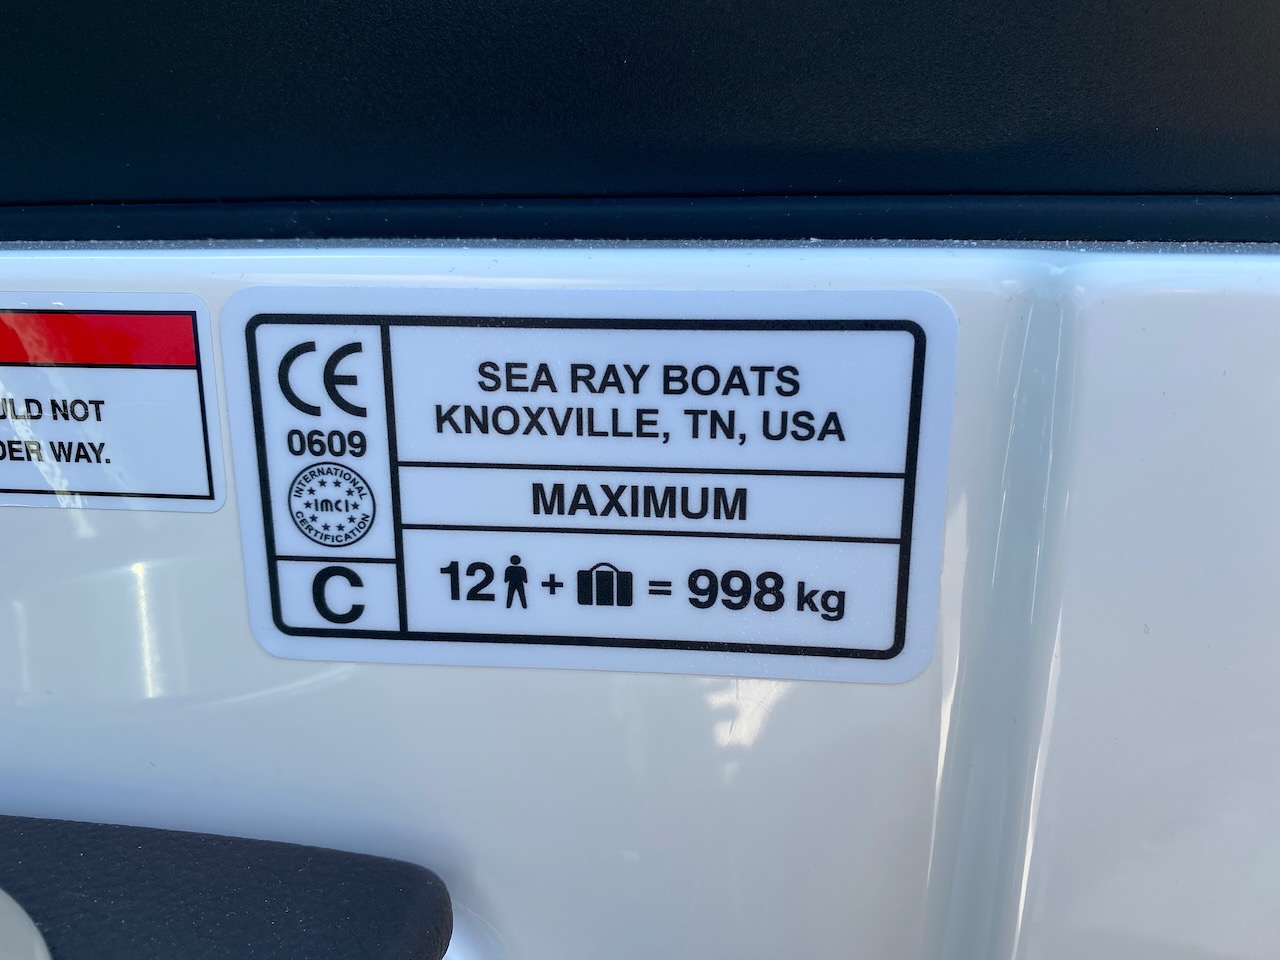 ULD NOT
DER WAY.
CE
0609
INTERNATIONAL
IMCI
CERTIFICATION
C
SEA RAY BOATS
KNOXVILLE, TN, USA
MAXIMUM
12 + = 998 kg